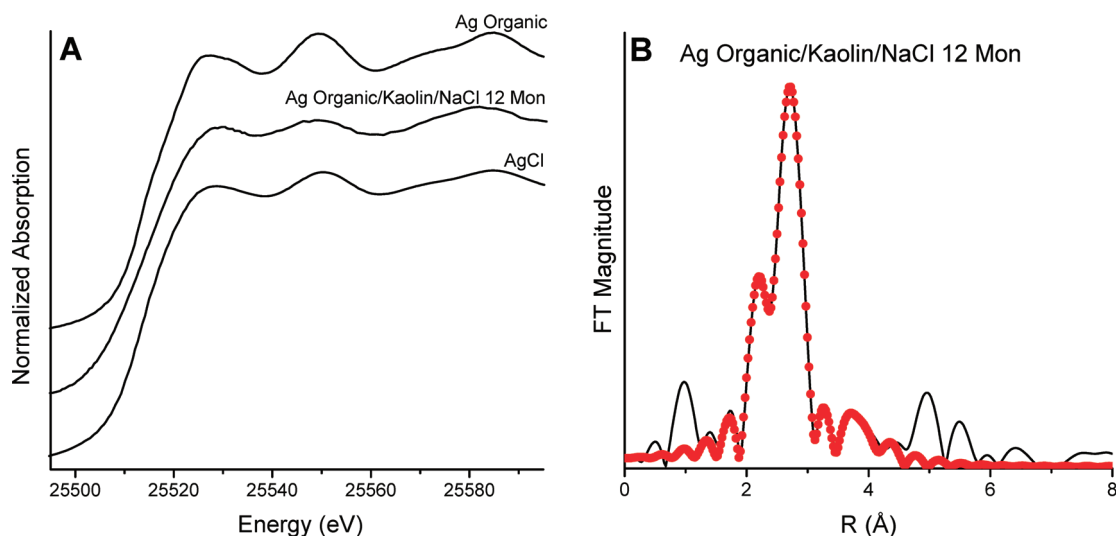 A
Ag Organic
Ag Organic/Kaolin/NaCl 12 Mon
AgCl
Normalized Absorption
25500 25520 25540 25560 25580
Energy (eV)
B Ag Organic/Kaolin/NaCl 12 Mon
FT Magnitude
0 2 4 6 8
R (Å)